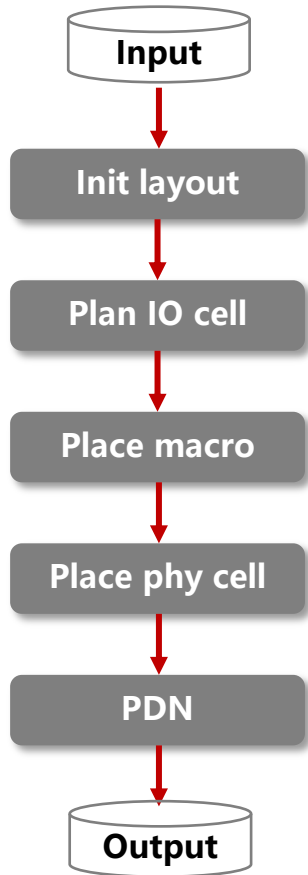 Input
Init layout
Plan IO cell
Place macro
Place phy cell
PDN
Output